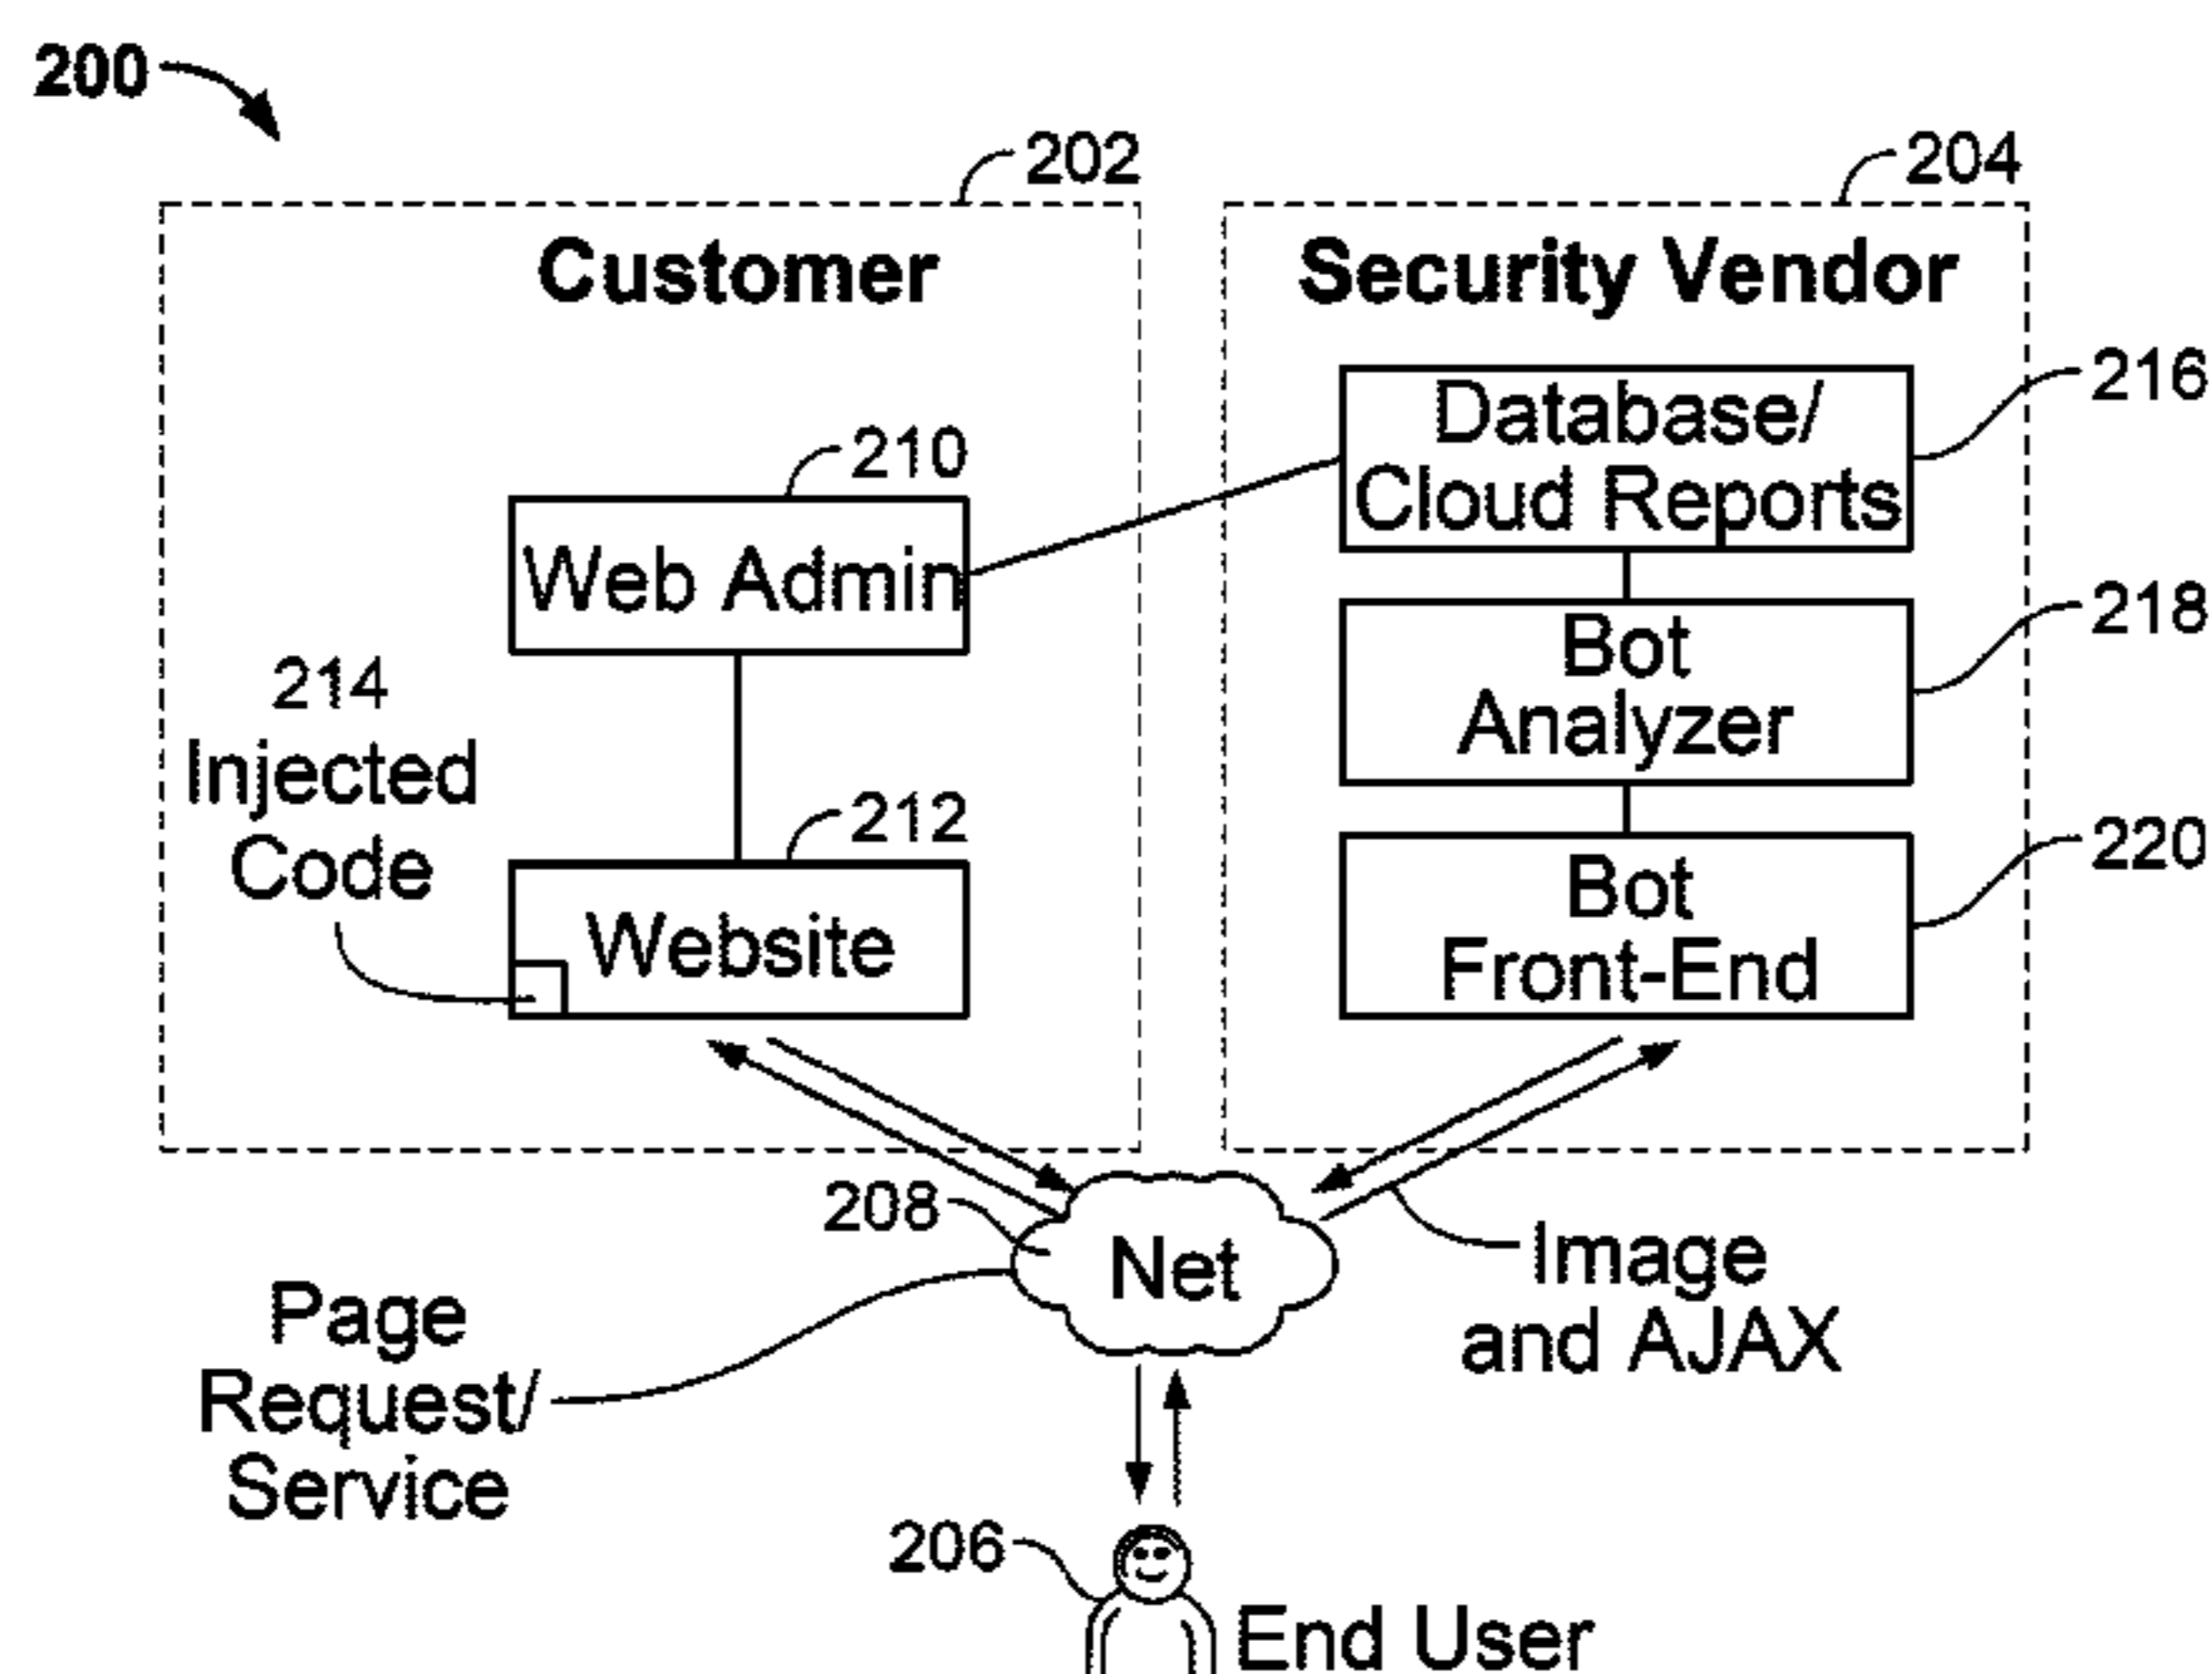 200
202
204
Customer
Security Vendor
216
Database/
Cloud Reports
210
Web Admin
218
Bot
Analyzer
214
Injected
Code
212
Website
220
Bot
Front-End
208
Net
Image
and AJAX
Page
Request/
Service
206
End User